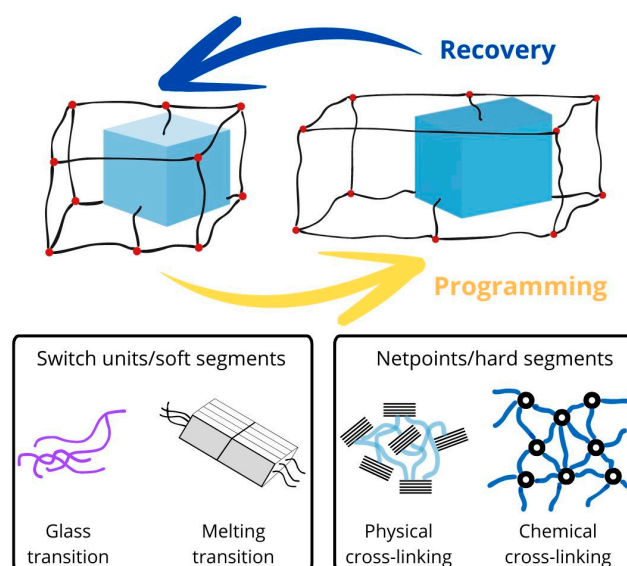 Recovery
Programming
Switch units/soft segments
Glass
transition
Melting
transition
Netpoints/hard segments
Physical
cross-linking
Chemical
cross-linking